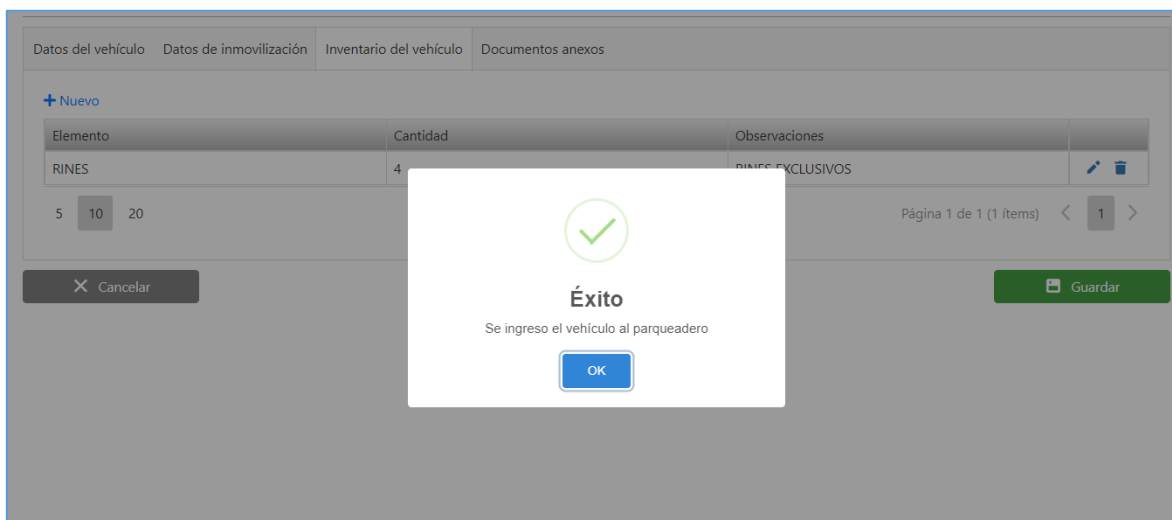 Datos del vehículo Datos de inmovilización Inventario del vehículo Documentos anexos
Nuevo
Elemento Cantidad Observaciones
RINES 4 RINES EXCLUSIVOS
5 10 20 Página 1 de 1 (1 ítems) 1
Cancelar Guardar
Éxito
Se ingreso el vehículo al parqueadero
OK